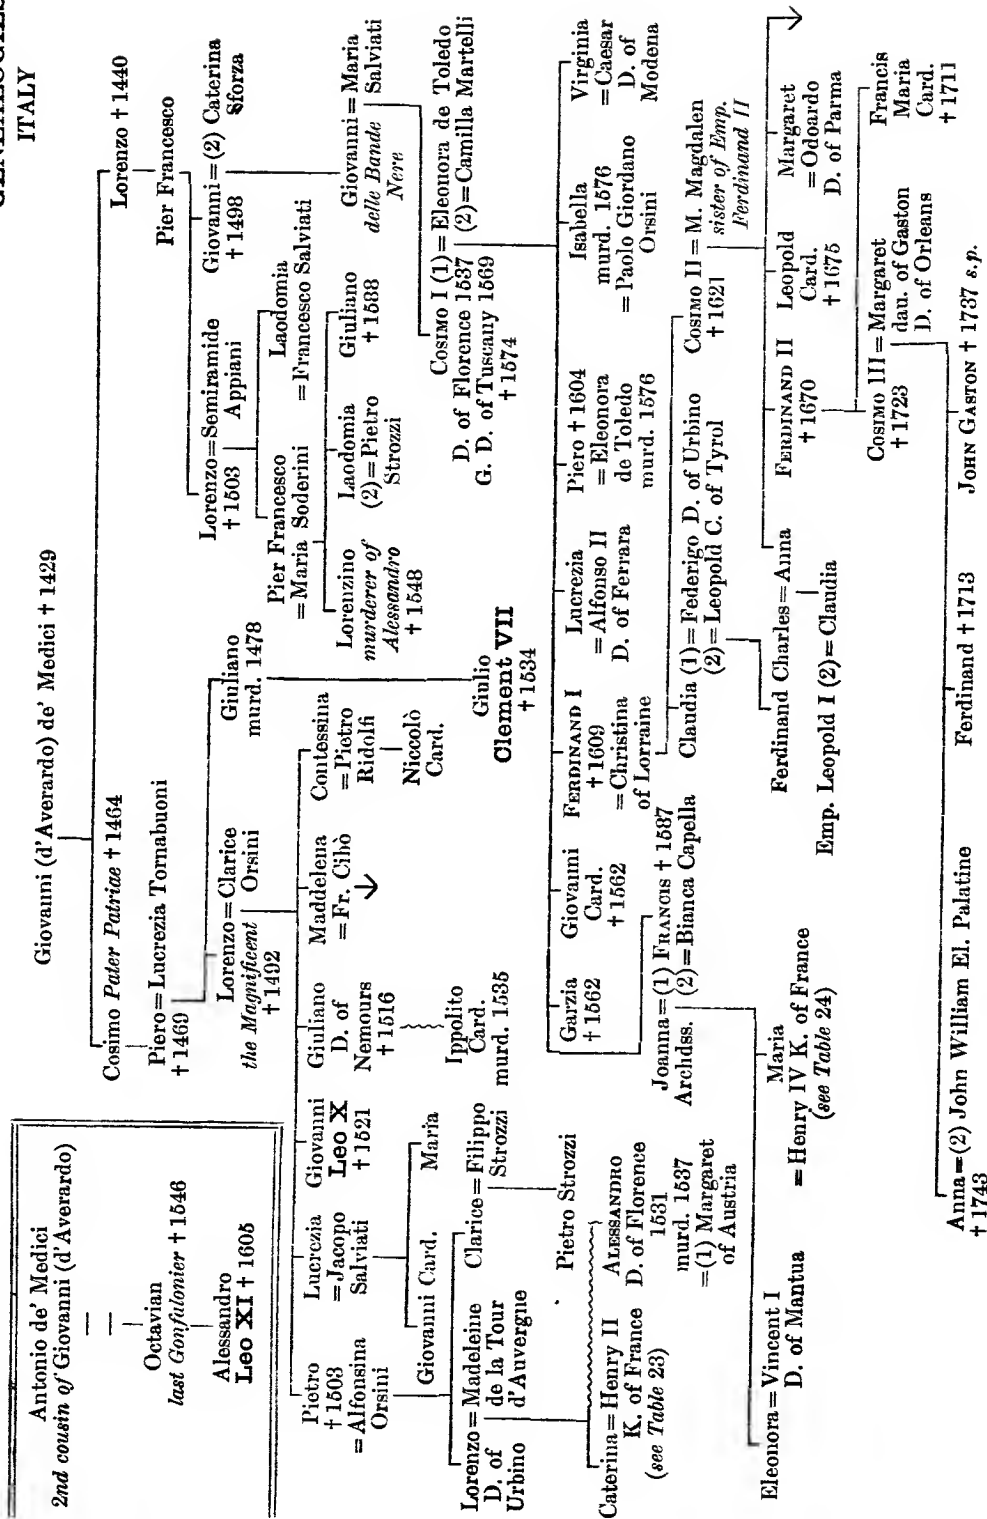 GENEALOGIES
ITALY
Giovanni (d'Averardo) de' Medici † 1429
Antonio de' Medici
2nd cousin of Giovanni (d'Averardo)
Octavian
last Gonfalonier † 1546
Alessandro
Leo XI † 1605
Cosimo Pater Patriae † 1464
Lorenzo † 1440
Piero = Lucrezia Tornabuoni
† 1469
Pier Francesco
Lorenzo = Clarice
the Magnificent Orsini
† 1492
Giuliano
murd. 1478
Lorenzo = Semiramide
† 1503 Appiani
Giovanni = (2) Caterina
† 1498 Sforza
Pier Francesco
= Maria Soderini
Laodomia
= Francesco Salviati
Giovanni = Maria
delle Bande Salviati
Nere
Pietro
† 1503
= Alfonsina
Orsini
Lucrezia
= Jacopo
Salviati
Giovanni
Leo X
† 1521
Giuliano
D. of
Nemours
† 1516
Maddelena
= Fr. Cibò
Contessina
= Pietro
Ridolfi
Giulio
Clement VII
† 1534
Lorenzino
murderer of
Alessandro
† 1548
Laodomia
(2) = Pietro
Strozzi
Giuliano
† 1588
Giovanni Card.
Maria
Ippolito
Card.
murd. 1535
Niccolò
Card.
Cosimo I (1) = Eleonora de Toledo
D. of Florence 1537 (2) = Camilla Martelli
G. D. of Tuscany 1569
† 1574
Lorenzo = Madeleine
D. of de la Tour
Urbino d'Auvergne
Clarice = Filippo
Strozzi
Pietro Strozzi
Garzia
† 1562
Giovanni
Card.
† 1562
Ferdinand I
† 1609
= Christina
of Lorraine
Lucrezia
= Alfonso II
D. of Ferrara
Piero † 1604
= Eleonora
de Toledo
murd. 1576
Isabella
murd. 1576
= Paolo Giordano
Orsini
Virginia
= Caesar
D. of
Modena
Caterina = Henry II
K. of France
(see Table 23)
Alessandro
D. of Florence
1531
murd. 1537
= (1) Margaret
of Austria
Joanna = (1) Francis † 1587
Archdss. (2) = Bianca Capella
Claudia (1) = Federigo D. of Urbino
(2) = Leopold C. of Tyrol
Cosimo II = M. Magdalen
† 1621 sister of Emp.
Ferdinand II
Eleonora = Vincent I
D. of Mantua
Maria
= Henry IV K. of France
(see Table 24)
Ferdinand Charles = Anna
Ferdinand II
† 1670
Leopold
Card.
† 1675
Margaret
= Odoardo
D. of Parma
Emp. Leopold I (2) = Claudia
Cosimo III = Margaret
† 1723 dau. of Gaston
D. of Orleans
Francis
Maria
Card.
† 1711
Anna = (2) John William El. Palatine
† 1743
Ferdinand † 1713
John Gaston † 1737 s.p.